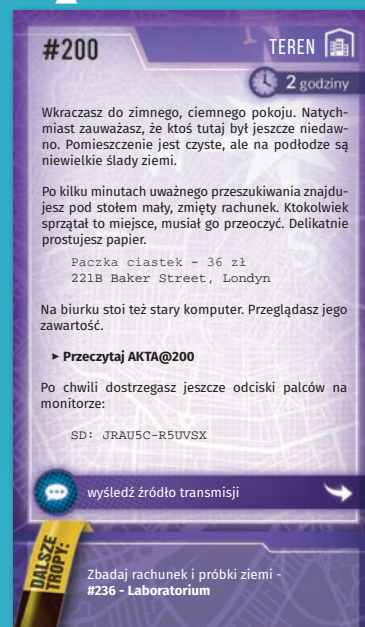 #200
TEREN
2 godziny
Wkraczasz do zimnego, ciemnego pokoju. Natych-
miast zauważasz, że ktoś tutaj był jeszcze niedaw-
no. Pomieszczenie jest czyste, ale na podłodze są
niewielkie ślady ziemi.
Po kilku minutach uważnego przeszukiwania znajdu-
jesz pod stołem mały, zmięty rachunek. Ktokolwiek
sprzątał to miejsce, musiał go przeoczyć. Delikatnie
prostujesz papier.
Paczka ciastek - 36 zł
221B Baker Street, Londyn
Na biurku stoi też stary komputer. Przeglądasz jego
zawartość.
▸ Przeczytaj AKTA@200
Po chwili dostrzegasz jeszcze odciski palców na
monitorze:
SD: JRAU5C-R5UVSX
wyśledź źródło transmisji
DALSZE
TROPY:
Zbadaj rachunek i próbki ziemi -
#236 - Laboratorium